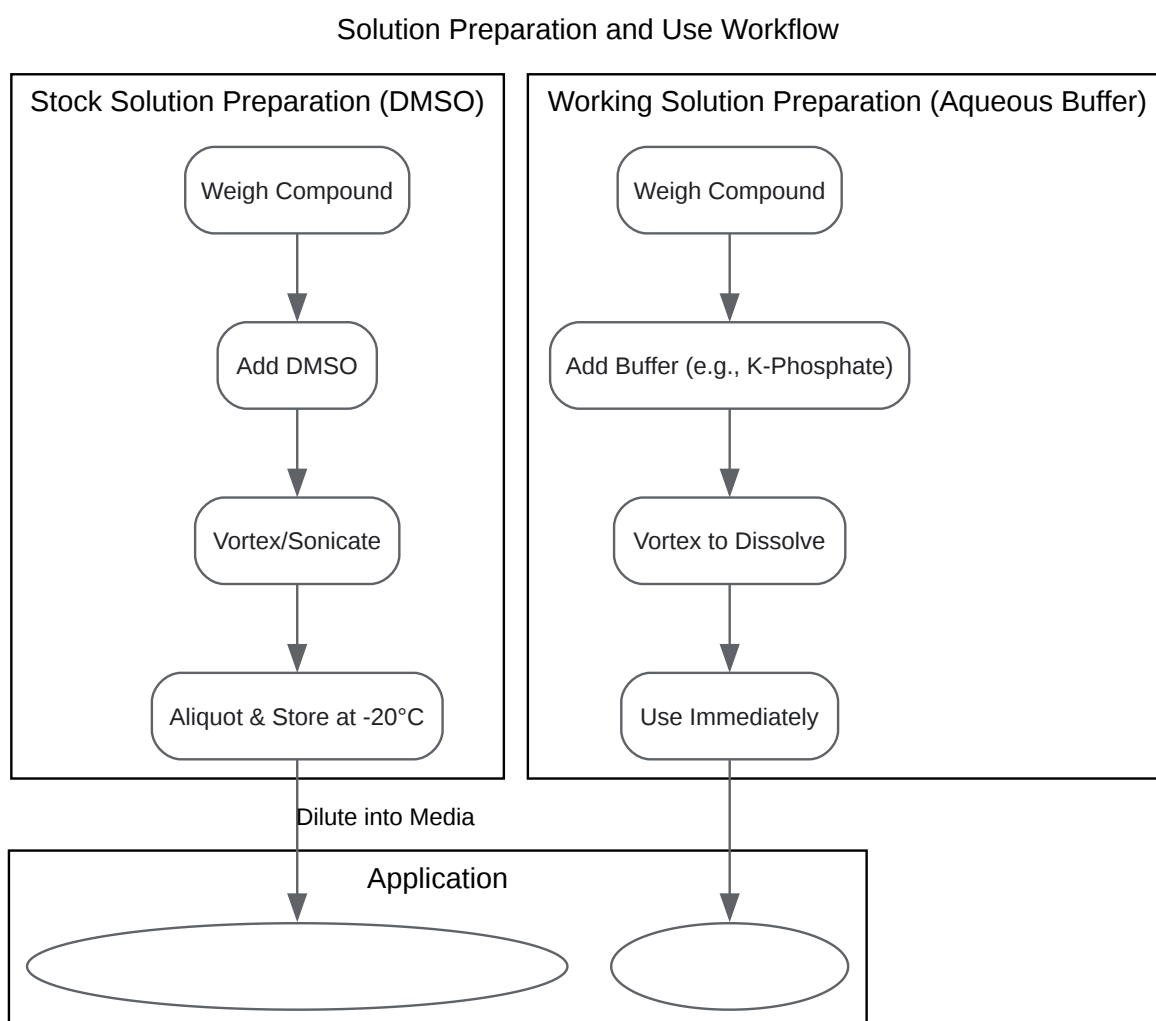 Solution Preparation and Use Workflow
Stock Solution Preparation (DMSO)
Weigh Compound
Add DMSO
Vortex/Sonicate
Aliquot & Store at -20°C
Working Solution Preparation (Aqueous Buffer)
Weigh Compound
Add Buffer (e.g., K-Phosphate)
Vortex to Dissolve
Use Immediately
Dilute into Media
Application